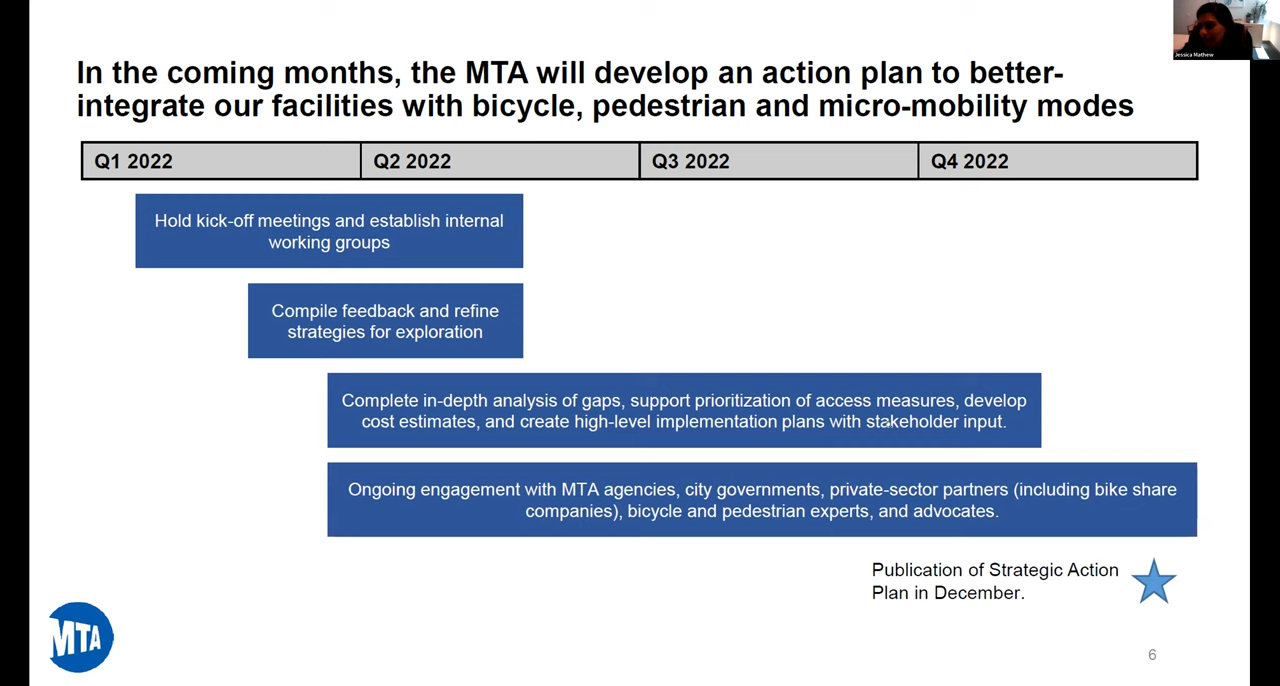 Jessica Mathew
In the coming months, the MTA will develop an action plan to better-
integrate our facilities with bicycle, pedestrian and micro-mobility modes
Q1 2022
Q2 2022
Q3 2022
Q4 2022
Hold kick-off meetings and establish internal
working groups
Compile feedback and refine
strategies for exploration
Complete in-depth analysis of gaps, support prioritization of access measures, develop
cost estimates, and create high-level implementation plans with stakeholder input.
Ongoing engagement with MTA agencies, city governments, private-sector partners (including bike share
companies), bicycle and pedestrian experts, and advocates.
Publication of Strategic Action
Plan in December.
MTA
6